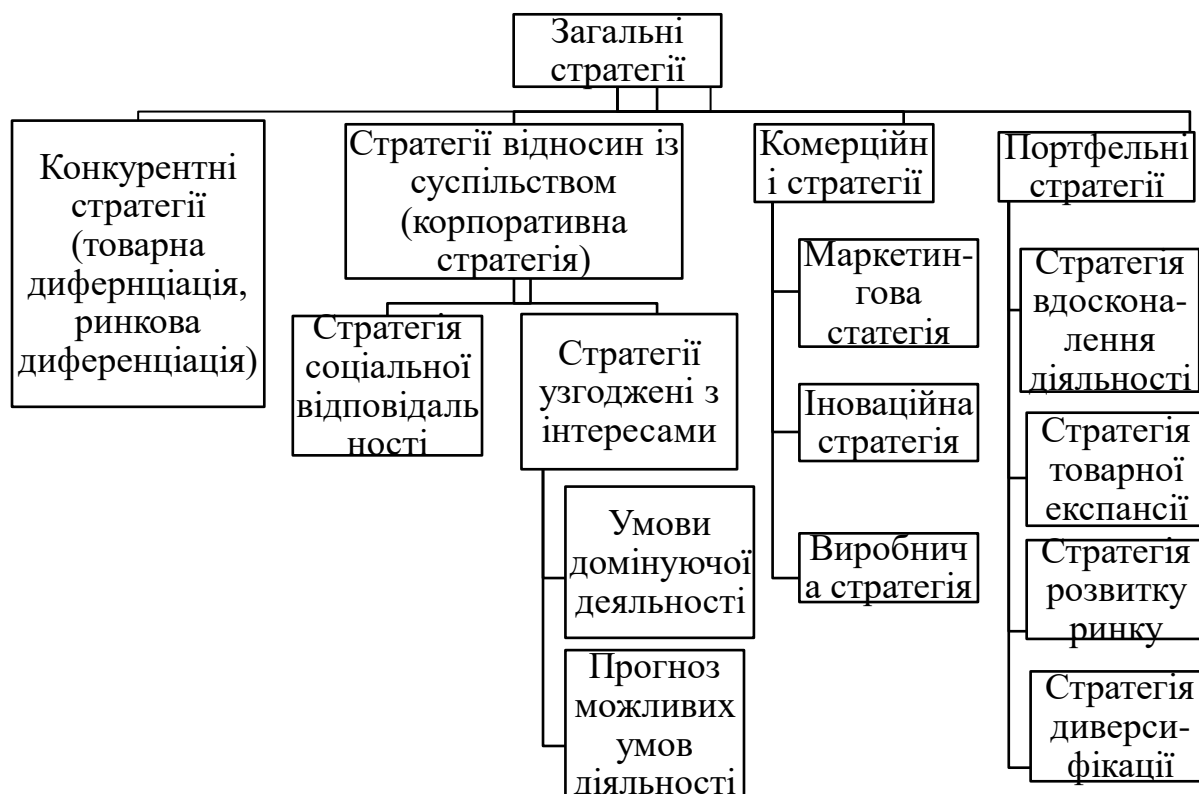 Загальні
стратегії
Конкурентні
стратегії
(товарна
дифернціація,
ринкова
диференціація)
Стратегії відносин із
суспільством
(корпоративна
стратегія)
Стратегія
соціальної
відповідаль
ності
Стратегії
узгоджені з
інтересами
Умови
домінуючої
деяльності
Прогноз
можливих
умов
діяльності
Комерційн
і стратегії
Маркетин-
гова
статегія
Іноваційна
стратегія
Виробнич
а стратегія
Портфельні
стратегії
Стратегія
вдоскона-
лення
діяльності
Стратегія
товарної
експансії
Стратегія
розвитку
ринку
Стратегія
диверси-
фікації